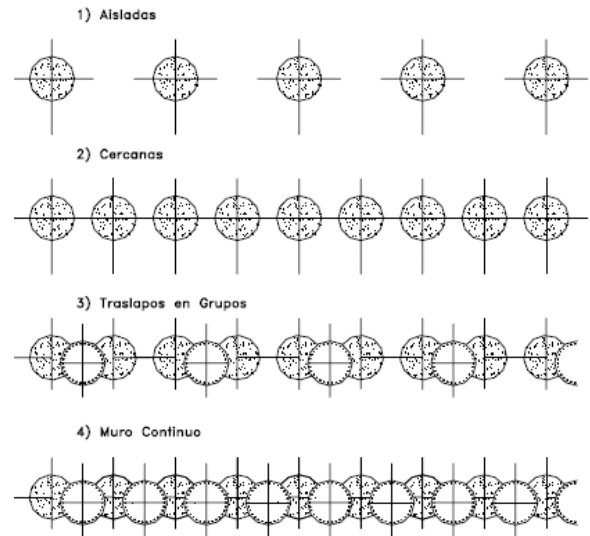 1) Aisladas
2) Cercanas
3) Traslapos en Grupos
4) Muro Continuo